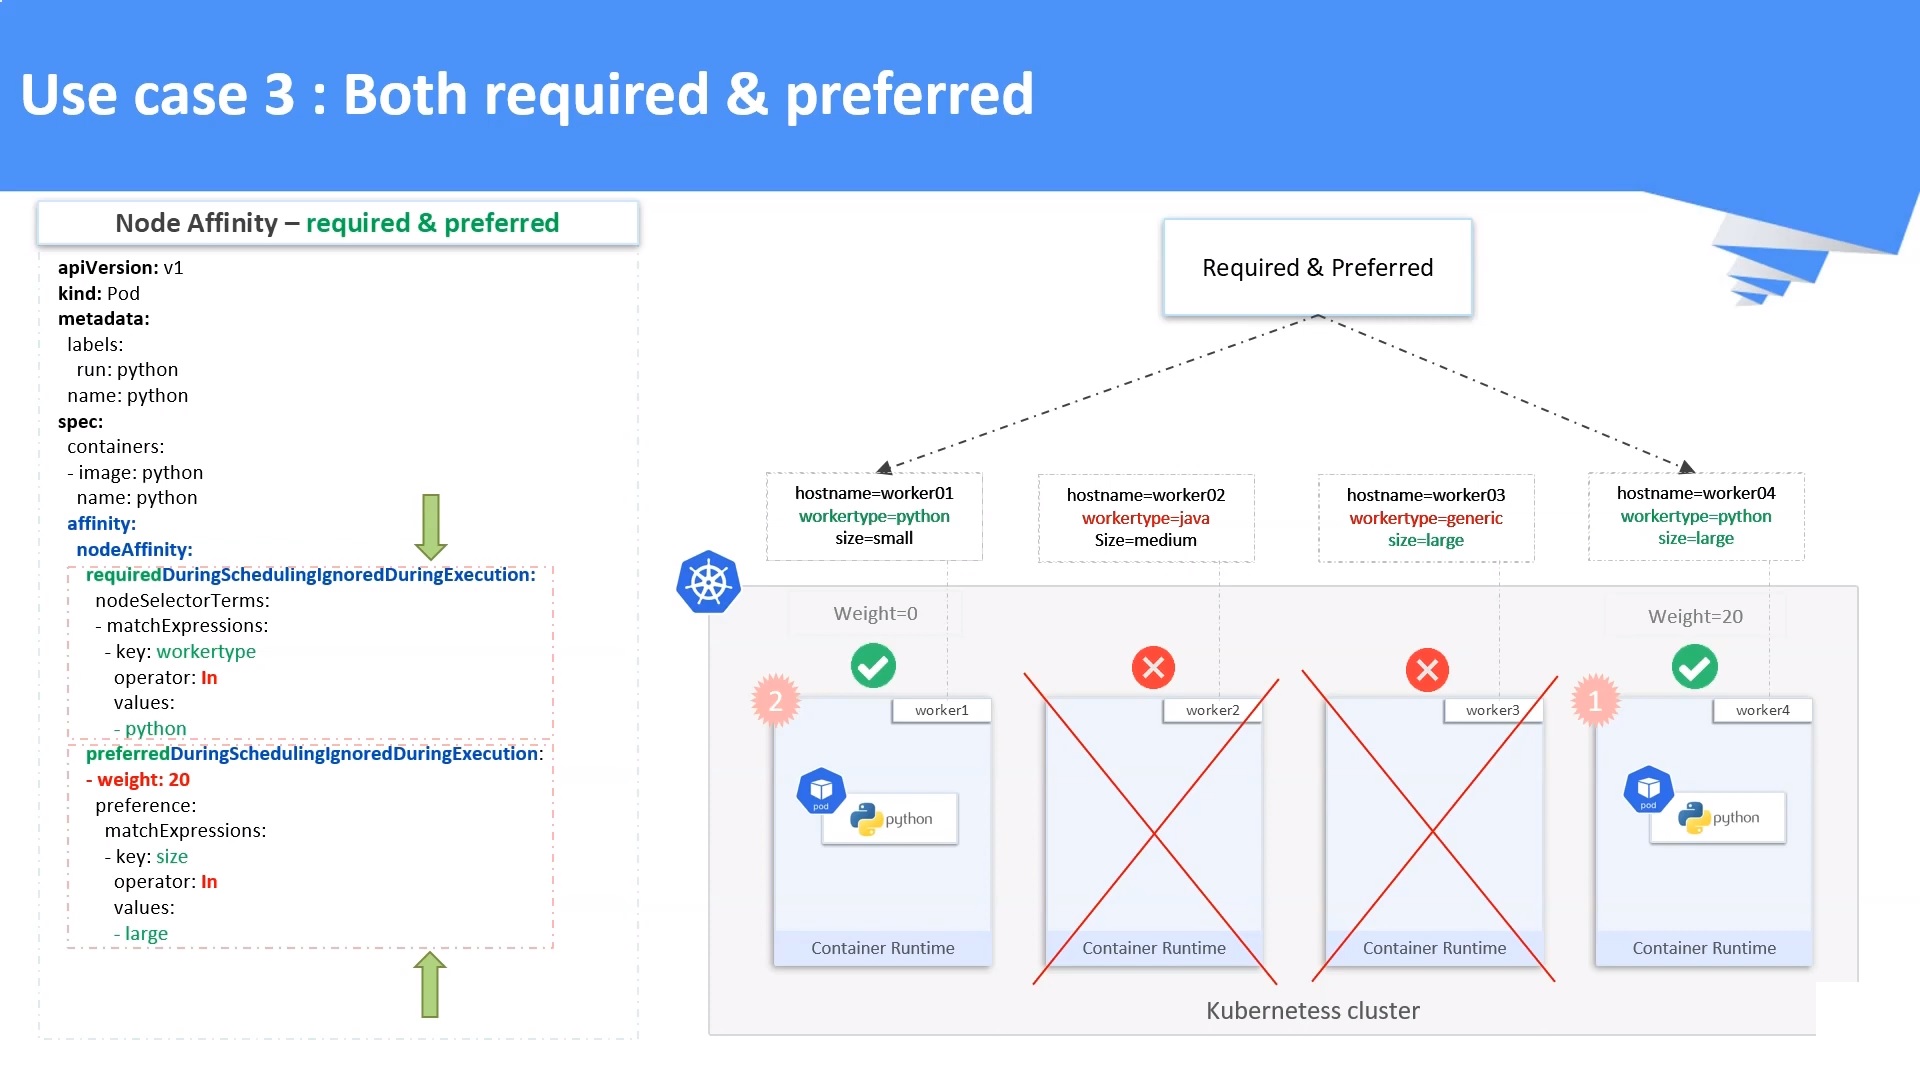 Use case 3 : Both required & preferred
Node Affinity – required & preferred
apiVersion: v1
kind: Pod
metadata:
labels:
run: python
name: python
spec:
containers:
- image: python
name: python
affinity:
nodeAffinity:
requiredDuringSchedulingIgnoredDuringExecution:
nodeSelectorTerms:
- matchExpressions:
- key: workertype
operator: In
values:
- python
preferredDuringSchedulingIgnoredDuringExecution:
- weight: 20
preference:
matchExpressions:
- key: size
operator: In
values:
- large
Required & Preferred
hostname=worker01
workertype=python
size=small
hostname=worker02
workertype=java
Size=medium
hostname=worker03
workertype=generic
size=large
hostname=worker04
workertype=python
size=large
Weight=0
Weight=20
2
worker1
worker2
worker3
1
worker4
pod
python
pod
python
Container Runtime
Container Runtime
Container Runtime
Container Runtime
Kubernetess cluster